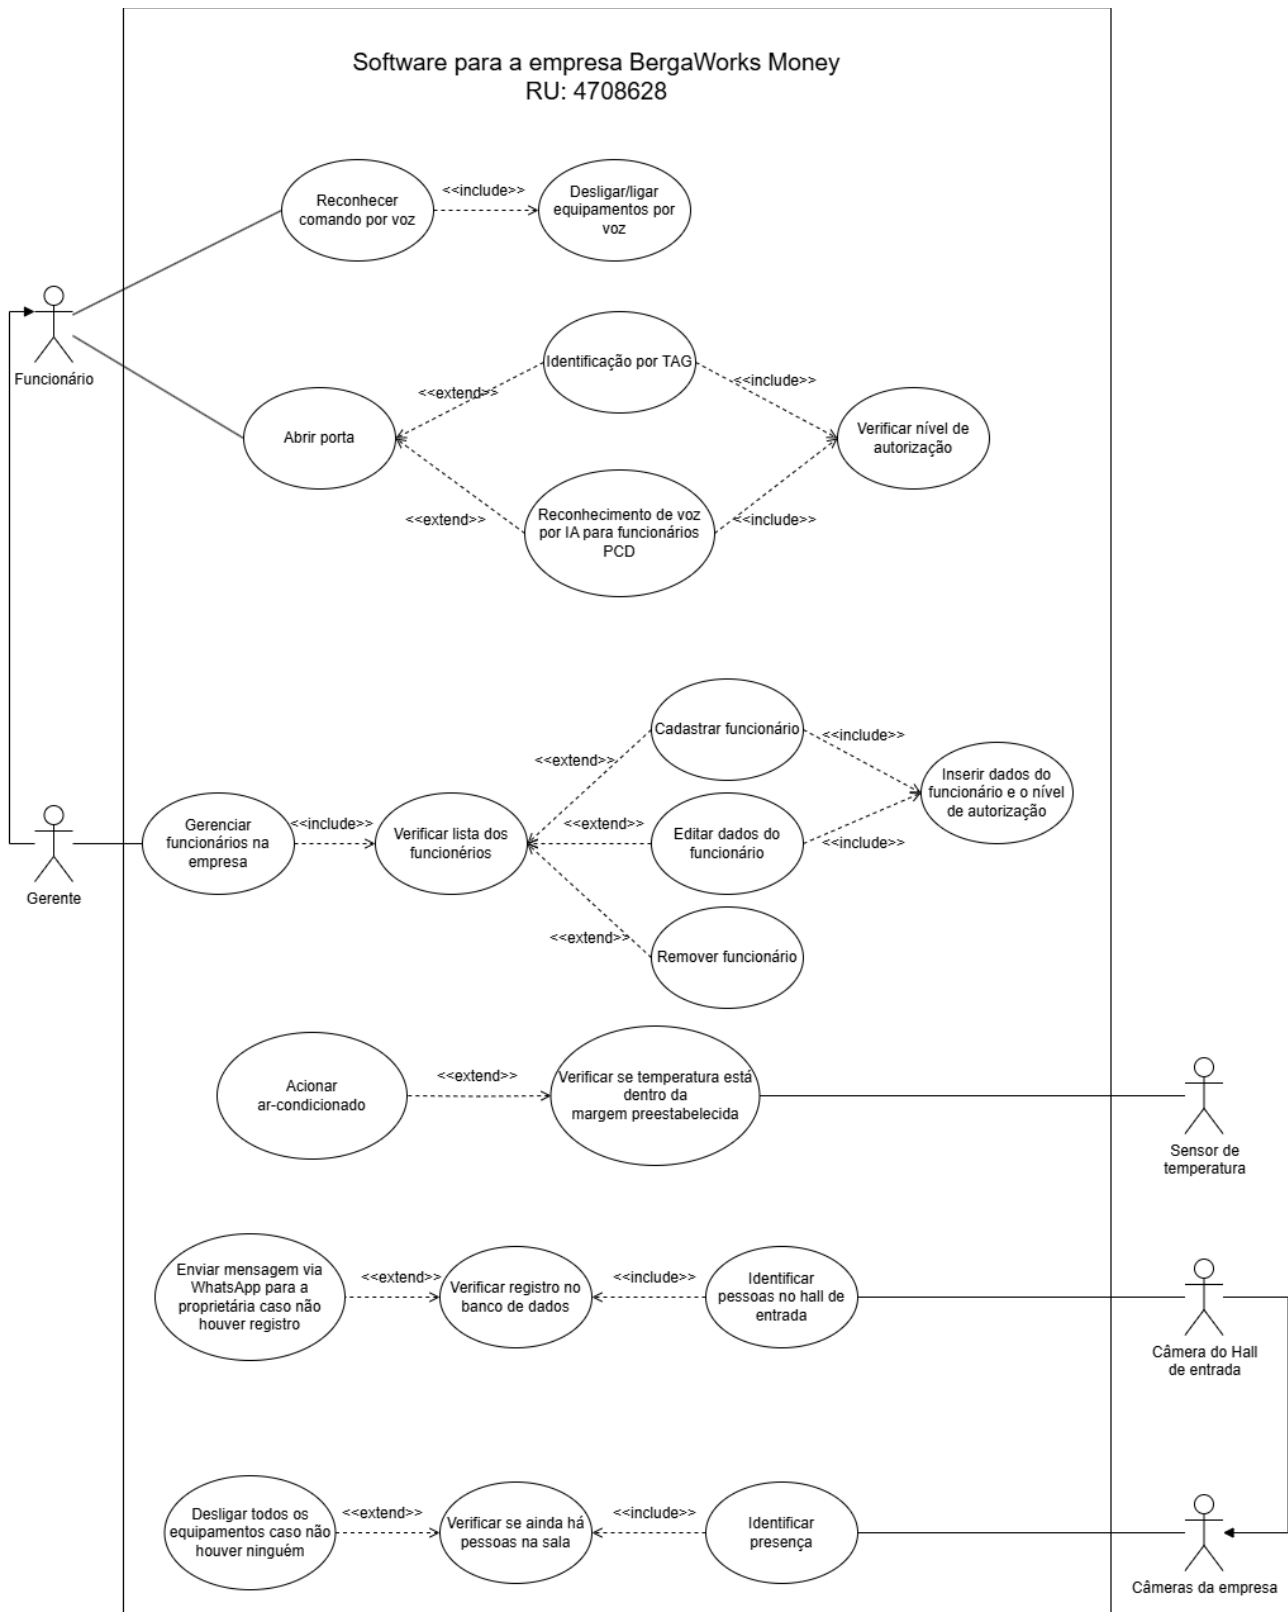 Software para a empresa BergaWorks Money
RU: 4708628
Reconhecer
comando por voz
<<include>>
Desligar/ligar
equipamentos por
voz
Funcionário
Abrir porta
<<extend>>
<<extend>>
Identificação por TAG
Reconhecimento de voz
por IA para funcionários
PCD
<<include>>
<<include>>
Verificar nível de
autorização
Gerente
Gerenciar
funcionários na
empresa
<<include>>
Verificar lista dos
funcionérios
<<extend>>
<<extend>>
<<extend>>
Cadastrar funcionário
Editar dados do
funcionário
Remover funcionário
<<include>>
<<include>>
Inserir dados do
funcionário e o nível
de autorização
Acionar
ar-condicionado
<<extend>>
Verificar se temperatura está
dentro da
margem preestabelecida
Sensor de
temperatura
Enviar mensagem via
WhatsApp para a
proprietária caso não
houver registro
<<extend>>
Verificar registro no
banco de dados
<<include>>
Identificar
pessoas no hall de
entrada
Câmera do Hall
de entrada
Desligar todos os
equipamentos caso não
houver ninguém
<<extend>>
Verificar se ainda há
pessoas na sala
<<include>>
Identificar
presença
Câmeras da empresa